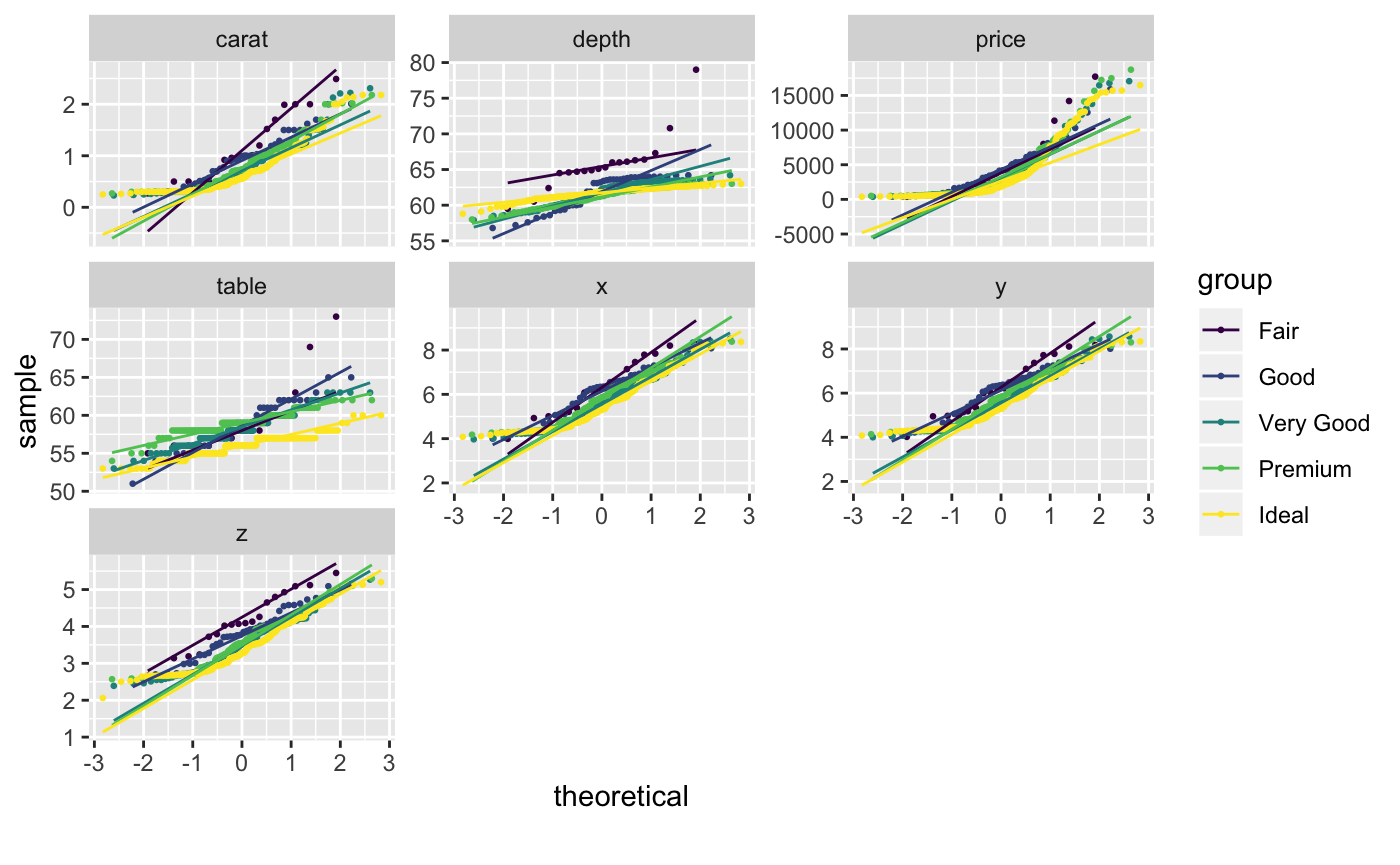 carat
depth
price
2
1
0
80
75
70
65
60
55
15000
10000
5000
0
-5000
table
x
y
70
65
60
55
50
8
6
4
2
8
6
4
2
-3 -2 -1 0 1 2 3
-3 -2 -1 0 1 2 3
z
5
4
3
2
1
-3 -2 -1 0 1 2 3
sample
theoretical
group
Fair
Good
Very Good
Premium
Ideal